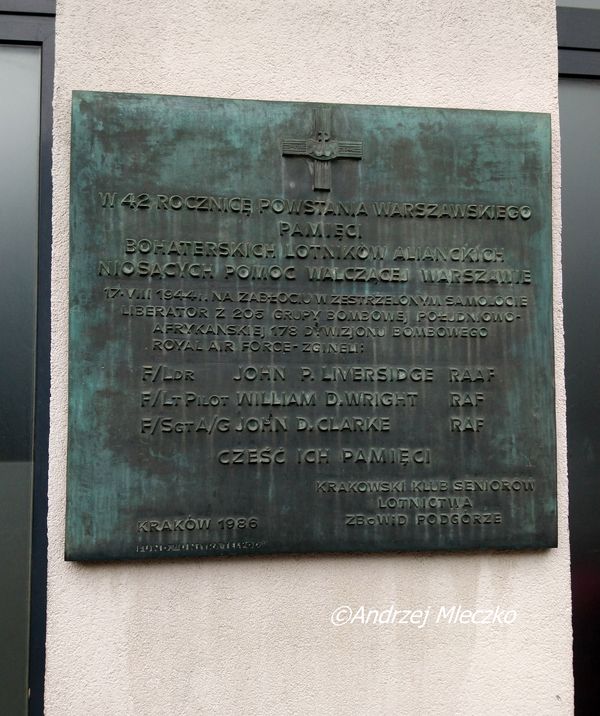 W 42 ROCZNICĘ POWSTANIA WARSZAWSKIEGO
PAMIĘCI
BOHATERSKICH LOTNIKÓW ALIANCKICH
NIOSĄCYCH POMOC WALCZĄCEJ WARSZAWIE
17·VIII 1944 r. NA ZABŁOCIU W ZESTRZELONYM SAMOLOCIE
LIBERATOR Z 205 GRUPY BOMBOWEJ, POŁUDNIOWO-
AFRYKAŃSKIEJ 178 DYWIZJONU BOMBOWEGO
ROYAL AIR FORCE - ZGINĘLI:
F/LDR JOHN P. LIVERSIDGE RAAF
F/LT PILOT WILLIAM D. WRIGHT RAF
F/SGT A/G JOHN D. CLARKE RAF
CZEŚĆ ICH PAMIĘCI
KRAKOWSKI KLUB SENIORÓW
LOTNICTWA
KRAKÓW 1986 ZBoWiD PODGÓRZE
©Andrzej Mleczko